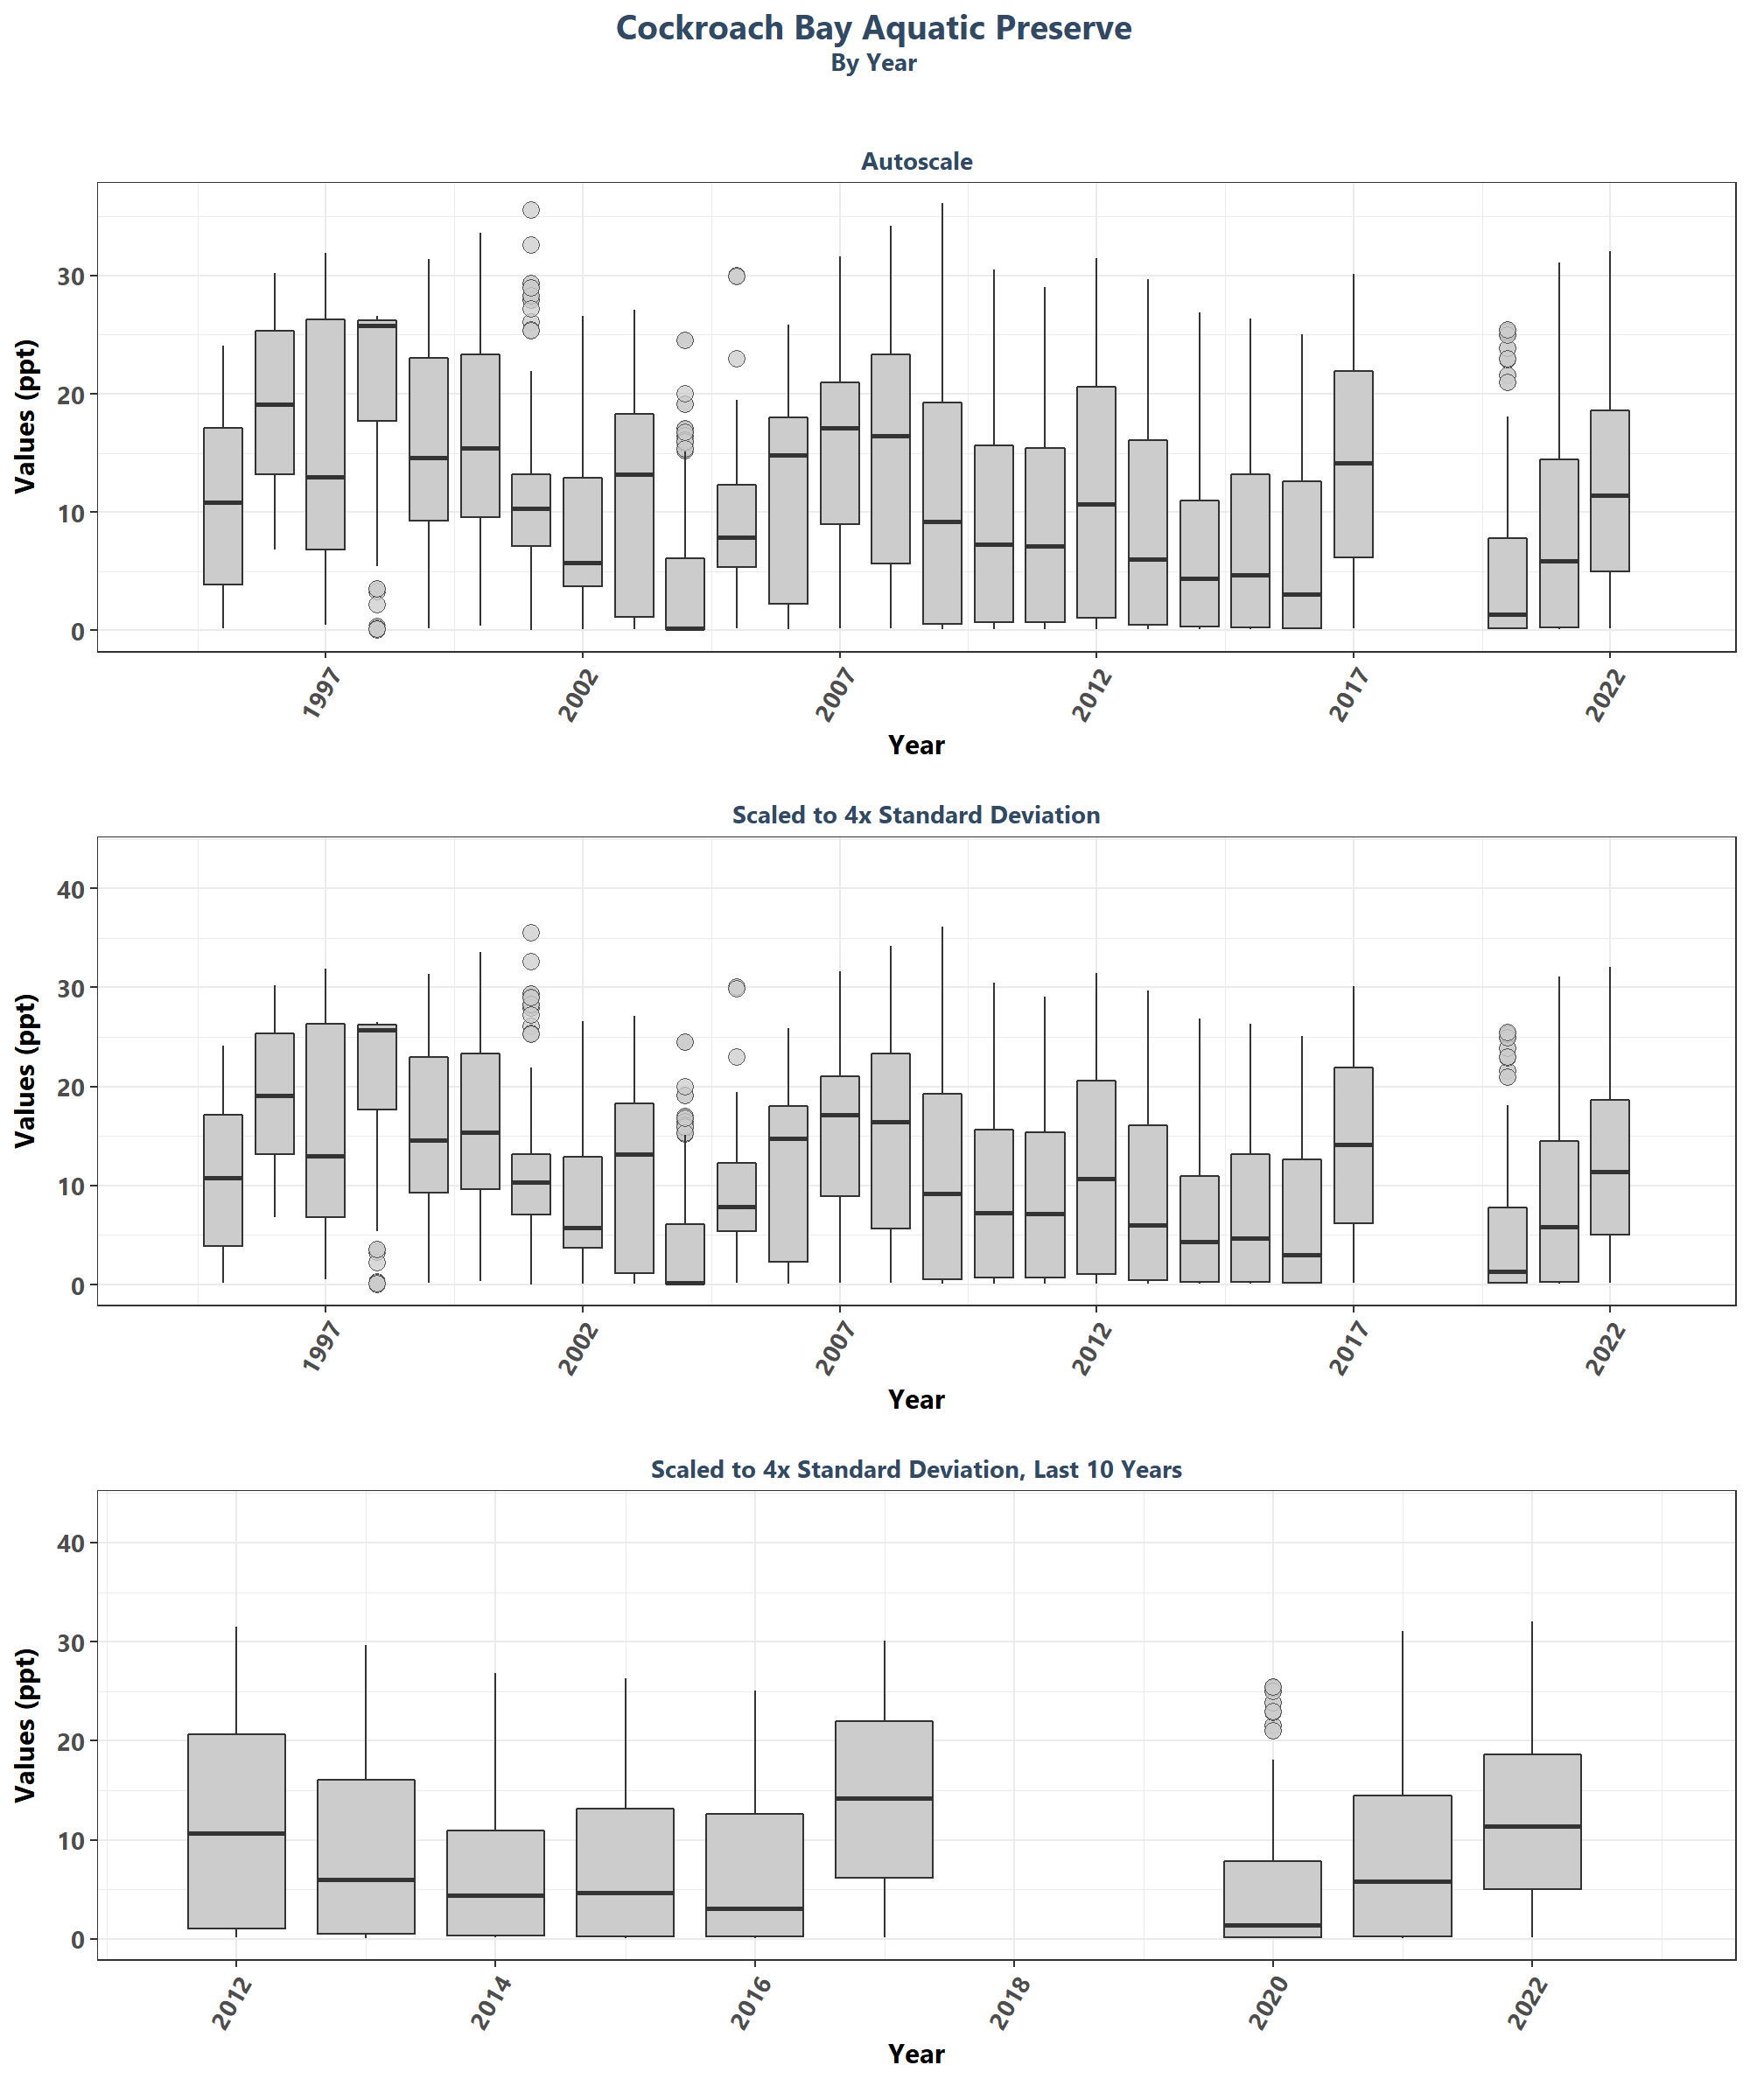 Cockroach Bay Aquatic Preserve
By Year
Autoscale
Values (ppt)
30
20
10
0
1997
2002
2007
2012
2017
2022
Year
Scaled to 4x Standard Deviation
Values (ppt)
40
30
20
10
0
1997
2002
2007
2012
2017
2022
Year
Scaled to 4x Standard Deviation, Last 10 Years
Values (ppt)
40
30
20
10
0
2012
2014
2016
2018
2020
2022
Year